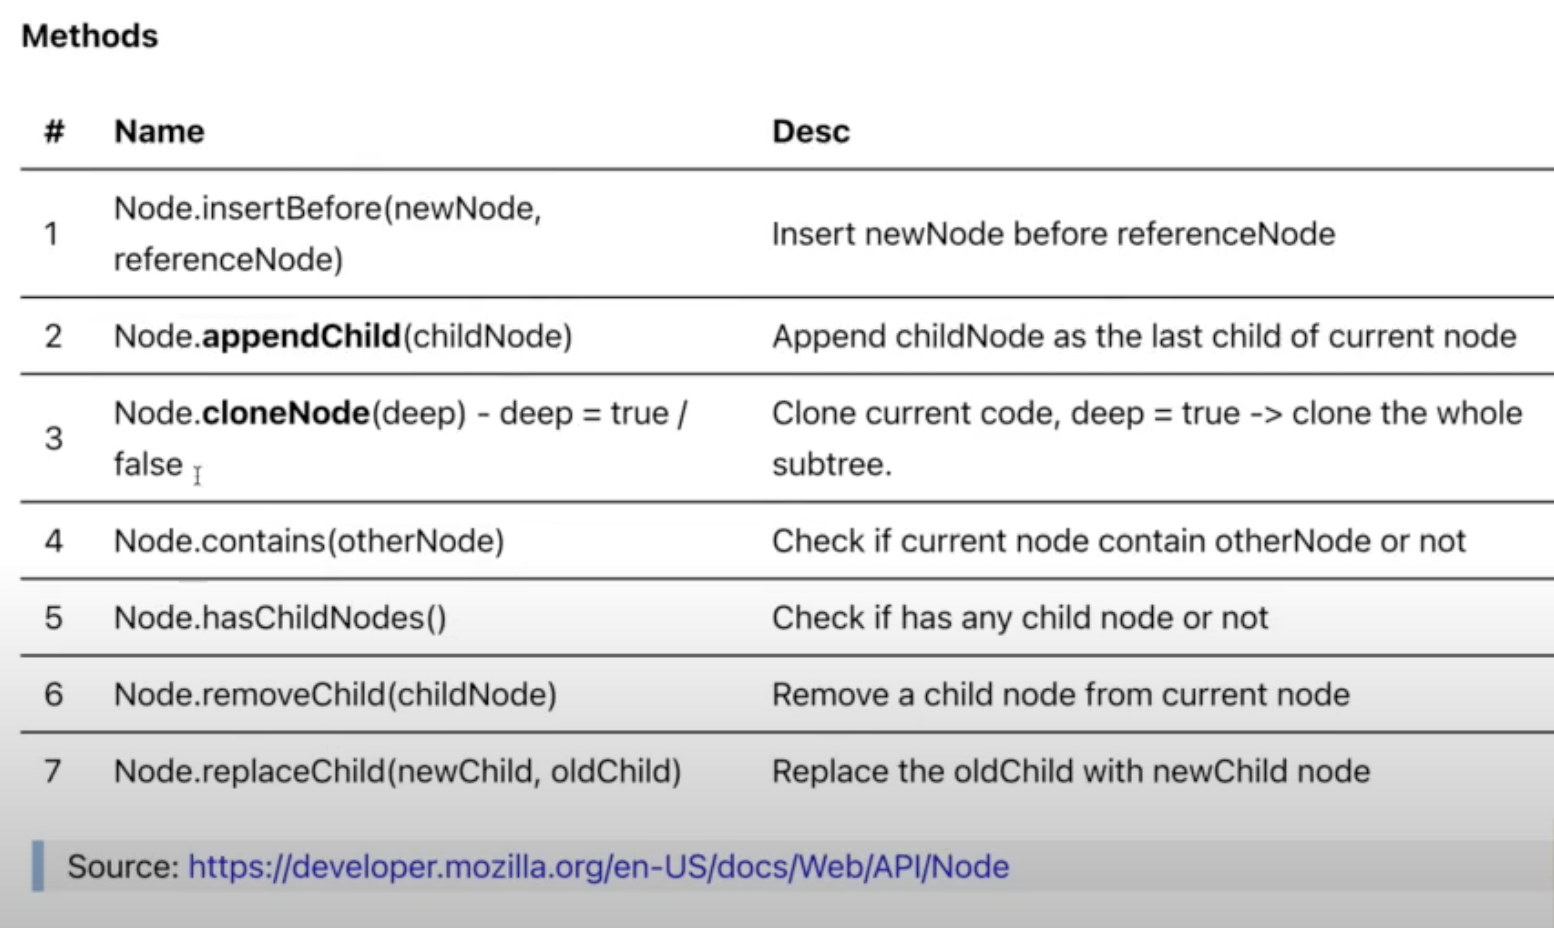 Methods
# Name Desc
1 Node.insertBefore(newNode, referenceNode) Insert newNode before referenceNode
2 Node.appendChild(childNode) Append childNode as the last child of current node
3 Node.cloneNode(deep) - deep = true / false Clone current code, deep = true -> clone the whole subtree.
4 Node.contains(otherNode) Check if current node contain otherNode or not
5 Node.hasChildNodes() Check if has any child node or not
6 Node.removeChild(childNode) Remove a child node from current node
7 Node.replaceChild(newChild, oldChild) Replace the oldChild with newChild node
Source: https://developer.mozilla.org/en-US/docs/Web/API/Node